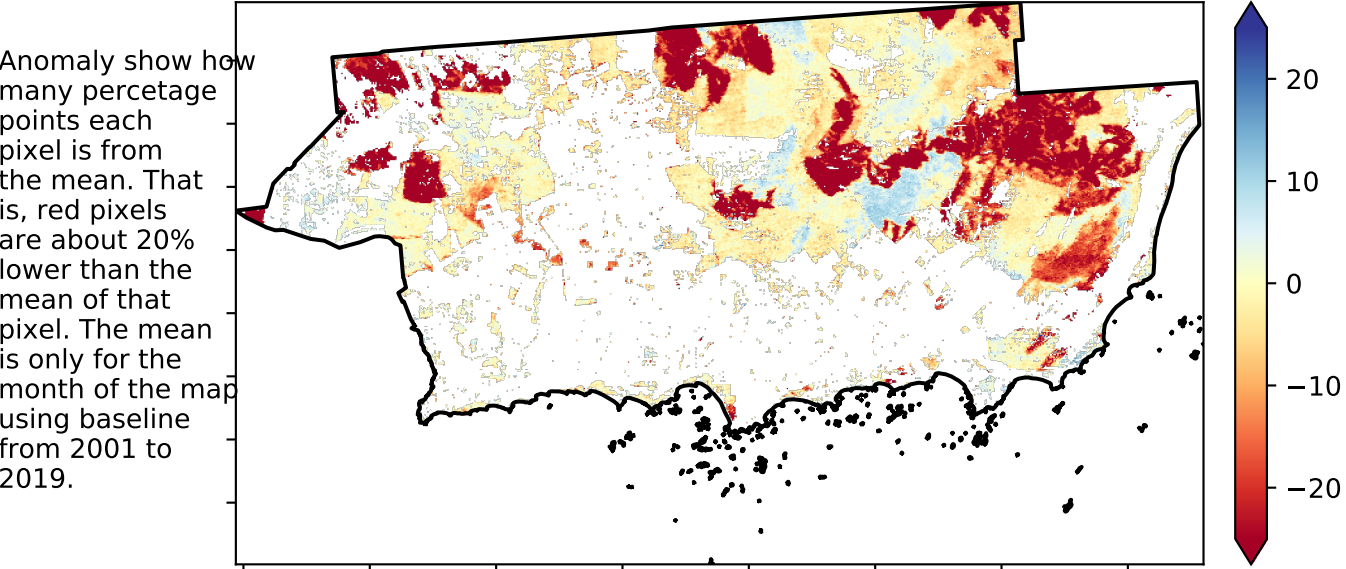 Anomaly show how
many percetage
points each
pixel is from
the mean. That
is, red pixels
are about 20%
lower than the
mean of that
pixel. The mean
is only for the
month of the map
using baseline
from 2001 to
2019.
20
10
0
−10
−20